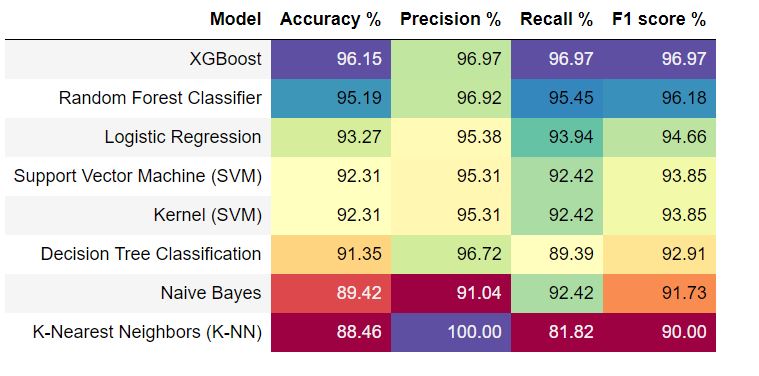 Model Accuracy % Precision % Recall % F1 score %
XGBoost 96.15 96.97 96.97 96.97
Random Forest Classifier 95.19 96.92 95.45 96.18
Logistic Regression 93.27 95.38 93.94 94.66
Support Vector Machine (SVM) 92.31 95.31 92.42 93.85
Kernel (SVM) 92.31 95.31 92.42 93.85
Decision Tree Classification 91.35 96.72 89.39 92.91
Naive Bayes 89.42 91.04 92.42 91.73
K-Nearest Neighbors (K-NN) 88.46 100.00 81.82 90.00